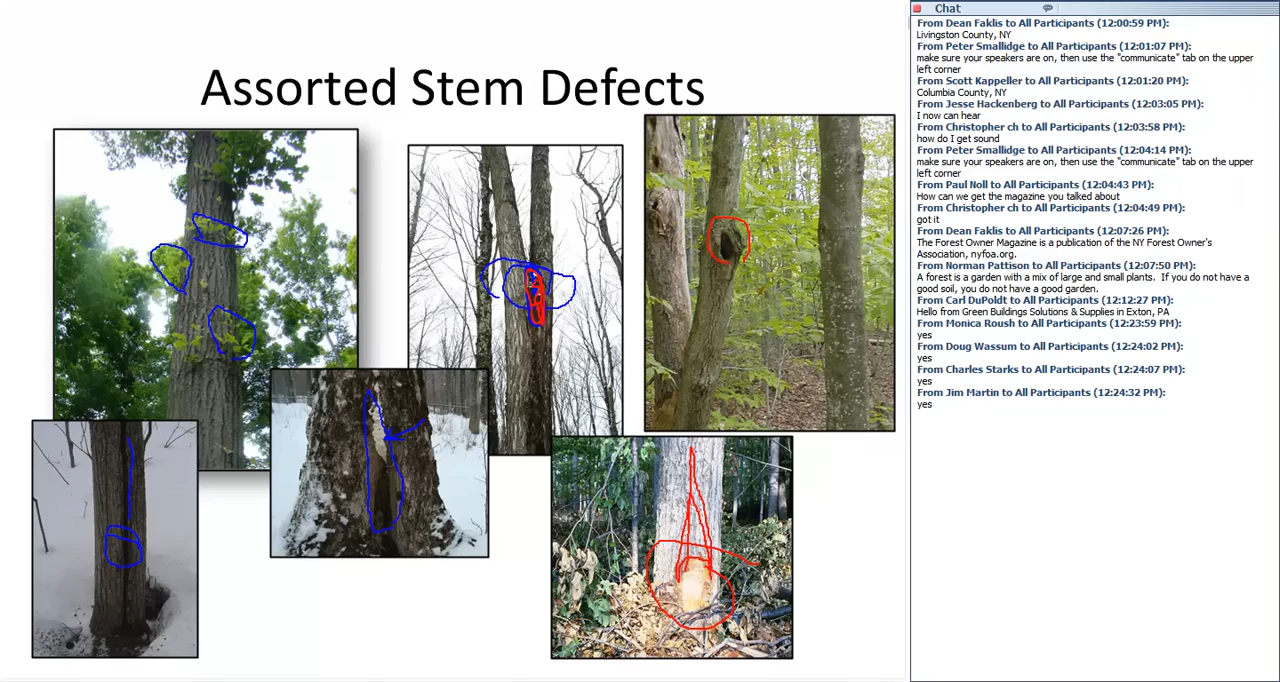 Assorted Stem Defects
Chat
From Dean Faklis to All Participants (12:00:59 PM):
Livingston County, NY
From Peter Smallidge to All Participants (12:01:07 PM):
make sure your speakers are on, then use the "communicate" tab on the upper
left corner
From Scott Kappeller to All Participants (12:01:20 PM):
Columbia County, NY
From Jesse Hackenberg to All Participants (12:03:05 PM):
I now can hear
From Christopher ch to All Participants (12:03:58 PM):
how do I get sound
From Peter Smallidge to All Participants (12:04:14 PM):
make sure your speakers are on, then use the "communicate" tab on the upper
left corner
From Paul Noll to All Participants (12:04:43 PM):
How can we get the magazine you talked about
From Christopher ch to All Participants (12:04:49 PM):
got it
From Dean Faklis to All Participants (12:07:26 PM):
The Forest Owner Magazine is a publication of the NY Forest Owner's
Association, nyfoa.org.
From Norman Pattison to All Participants (12:07:50 PM):
A forest is a garden with a mix of large and small plants.  If you do not have a
good soil, you do not have a good garden.
From Carl DuPoldt to All Participants (12:12:27 PM):
Hello from Green Buildings Solutions & Supplies in Exton, PA
From Monica Roush to All Participants (12:23:59 PM):
yes
From Doug Wassum to All Participants (12:24:02 PM):
yes
From Charles Starks to All Participants (12:24:07 PM):
yes
From Jim Martin to All Participants (12:24:32 PM):
yes